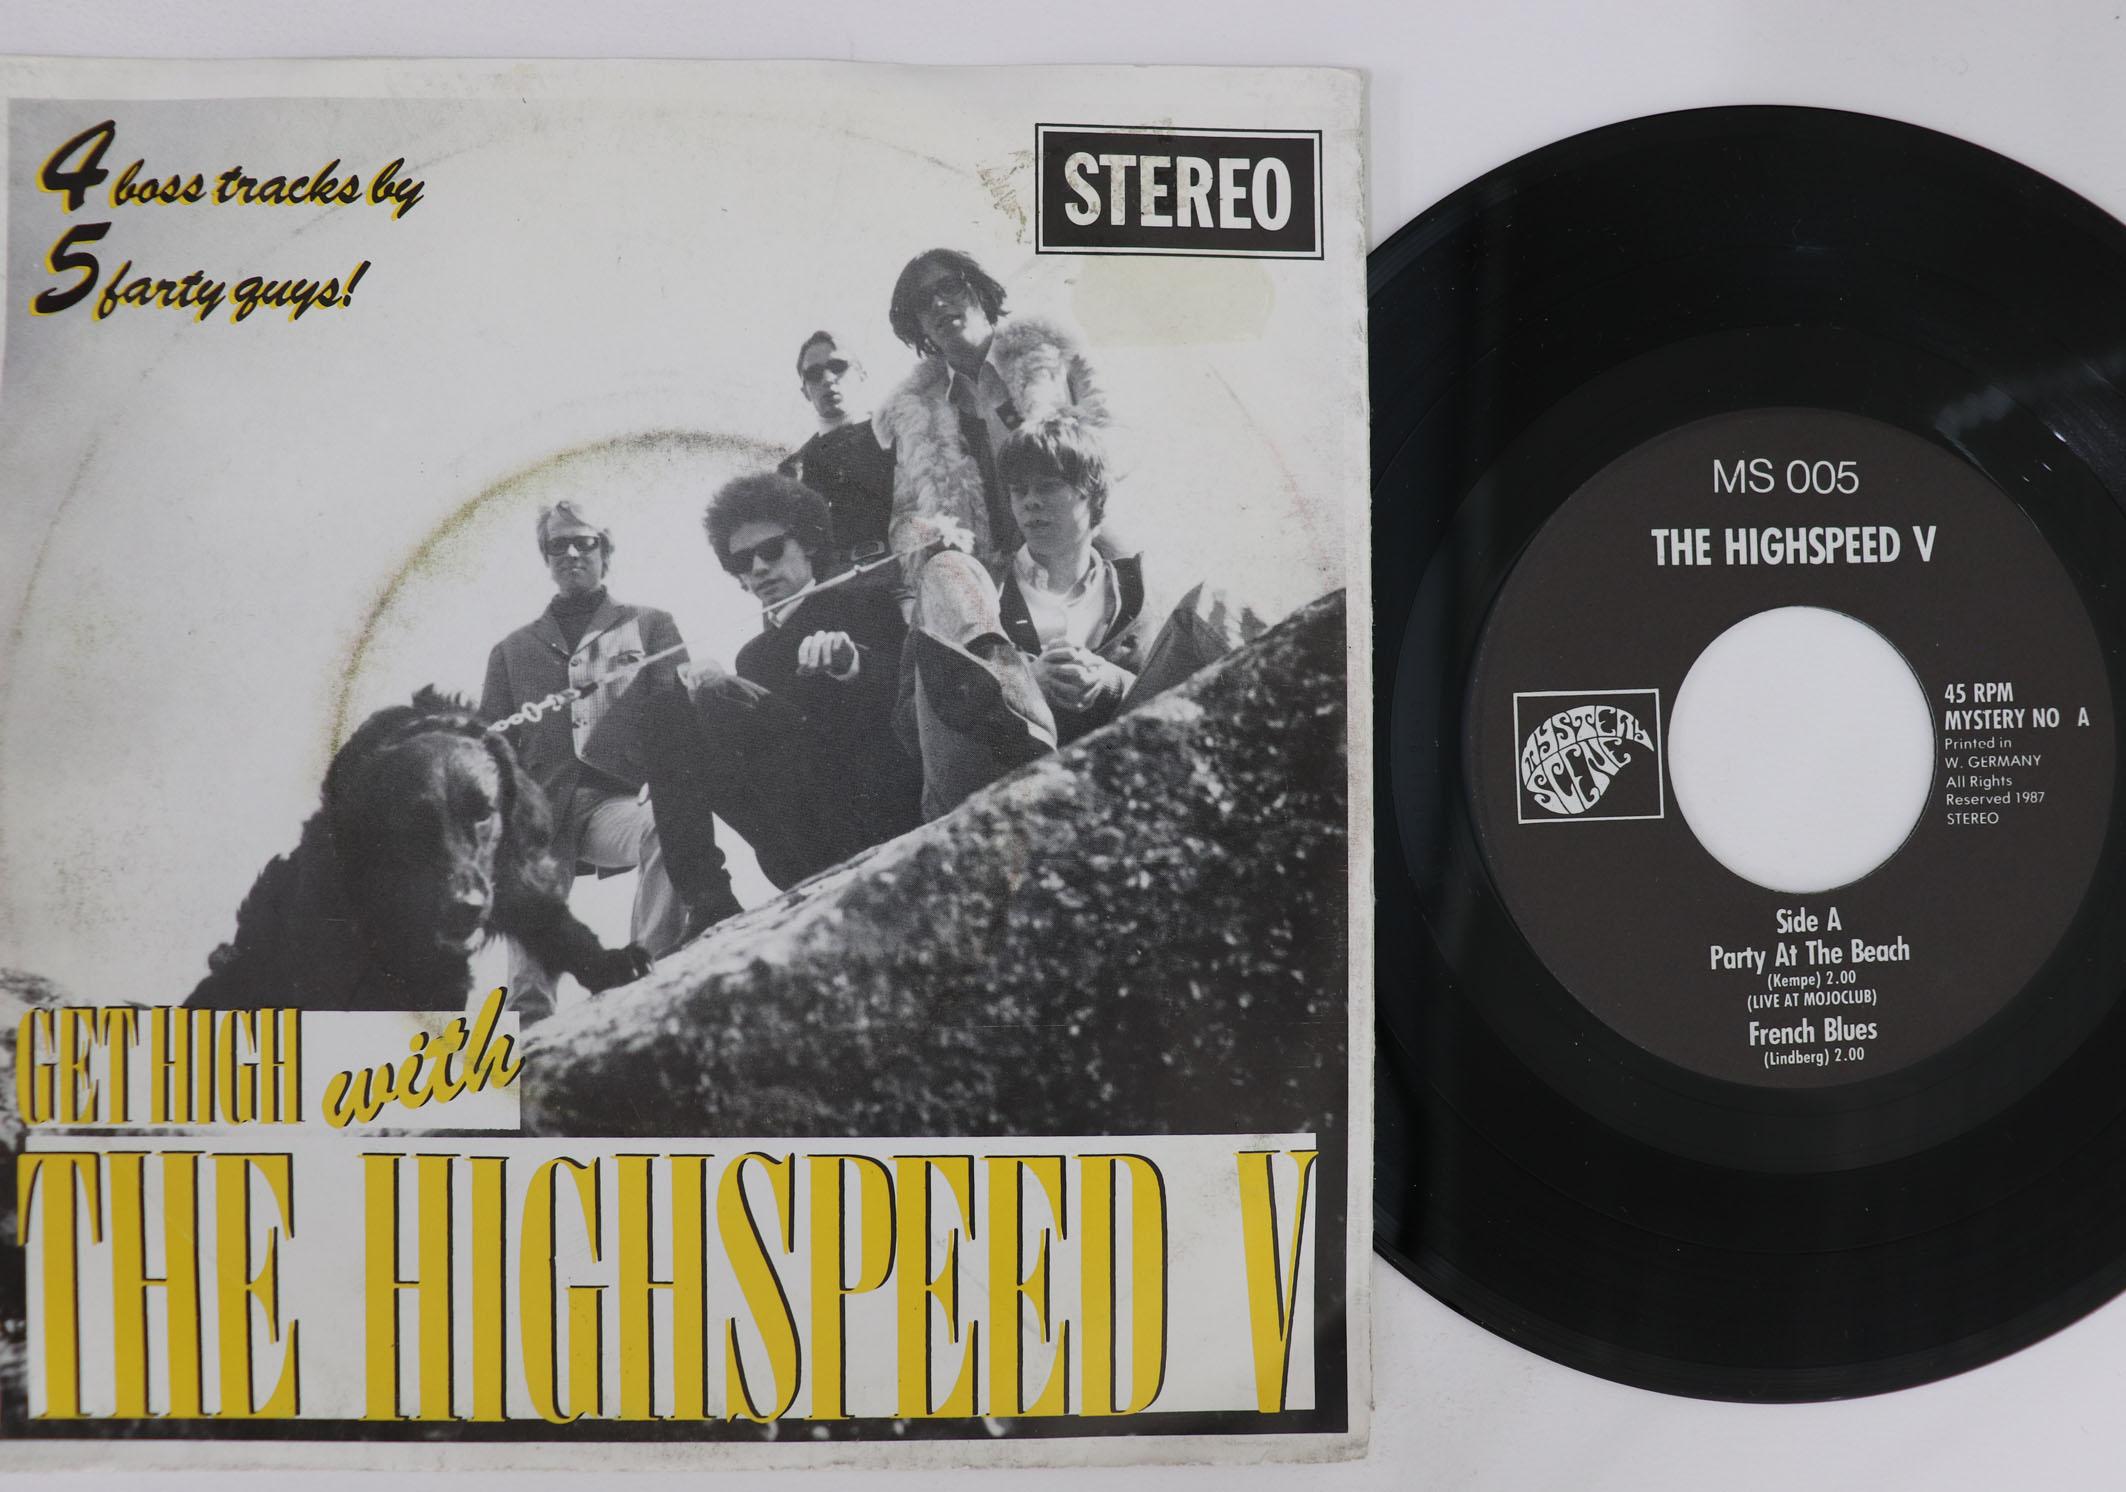 4 boss tracks by
5 farty guys!
STEREO
GET HIGH with
THE HIGHSPEED V
MS 005
THE HIGHSPEED V
MYSTERY
SCENE
45 RPM
MYSTERY NO A
Printed in
W. GERMANY
All Rights
Reserved 1987
STEREO
Side A
Party At The Beach
(Kempe) 2.00
(LIVE AT MOJOCLUB)
French Blues
(Lindberg) 2.00